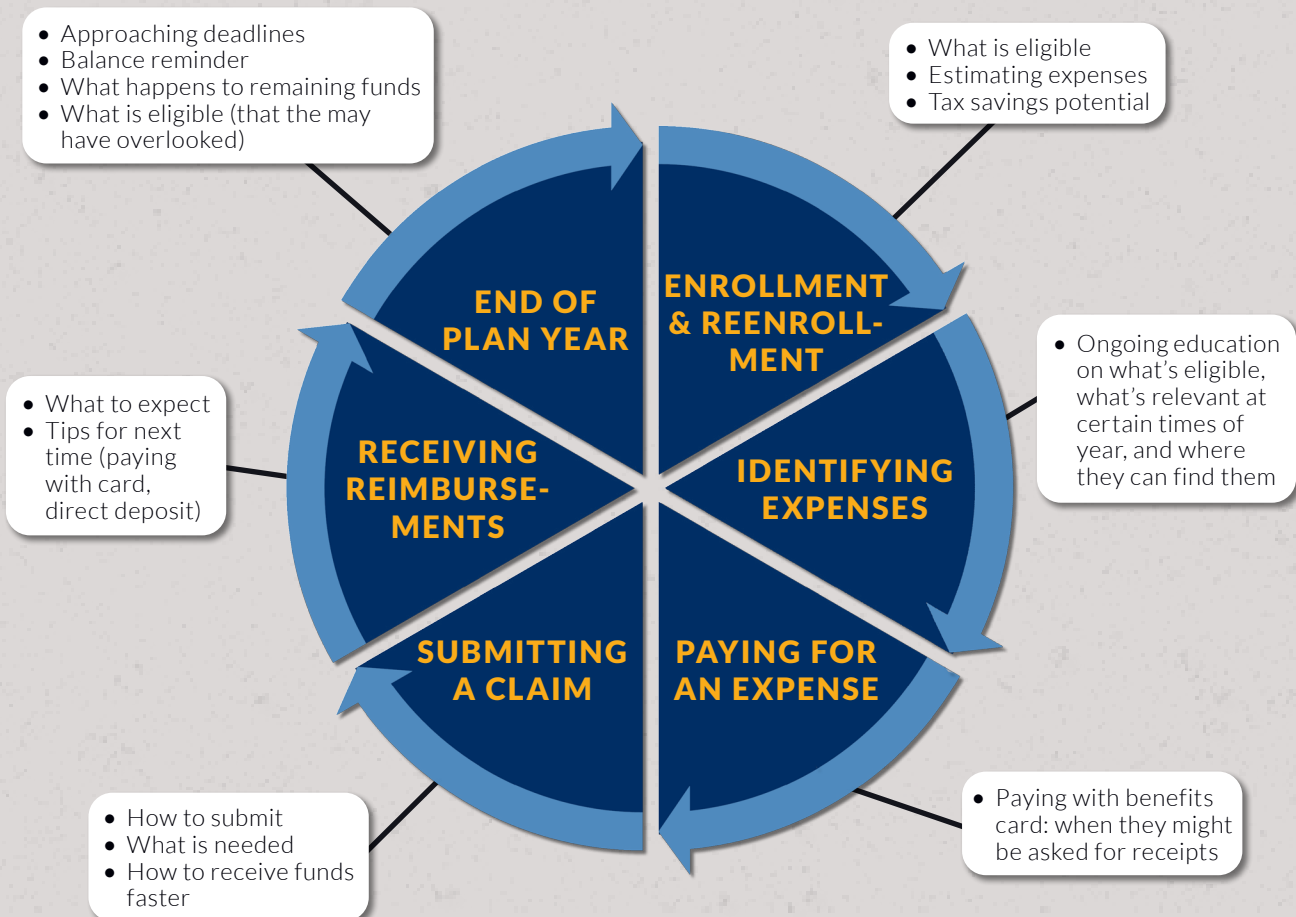 • Approaching deadlines
• Balance reminder
• What happens to remaining funds
• What is eligible (that the may
have overlooked)
• What is eligible
• Estimating expenses
• Tax savings potential
END OF
PLAN YEAR
ENROLLMENT
& REENROLL-
MENT
• Ongoing education
on what's eligible,
what's relevant at
certain times of
year, and where
they can find them
• What to expect
• Tips for next
time (paying
with card,
direct deposit)
RECEIVING
REIMBURSE-
MENTS
IDENTIFYING
EXPENSES
SUBMITTING
A CLAIM
PAYING FOR
AN EXPENSE
• How to submit
• What is needed
• How to receive funds
faster
• Paying with benefits
card: when they might
be asked for receipts